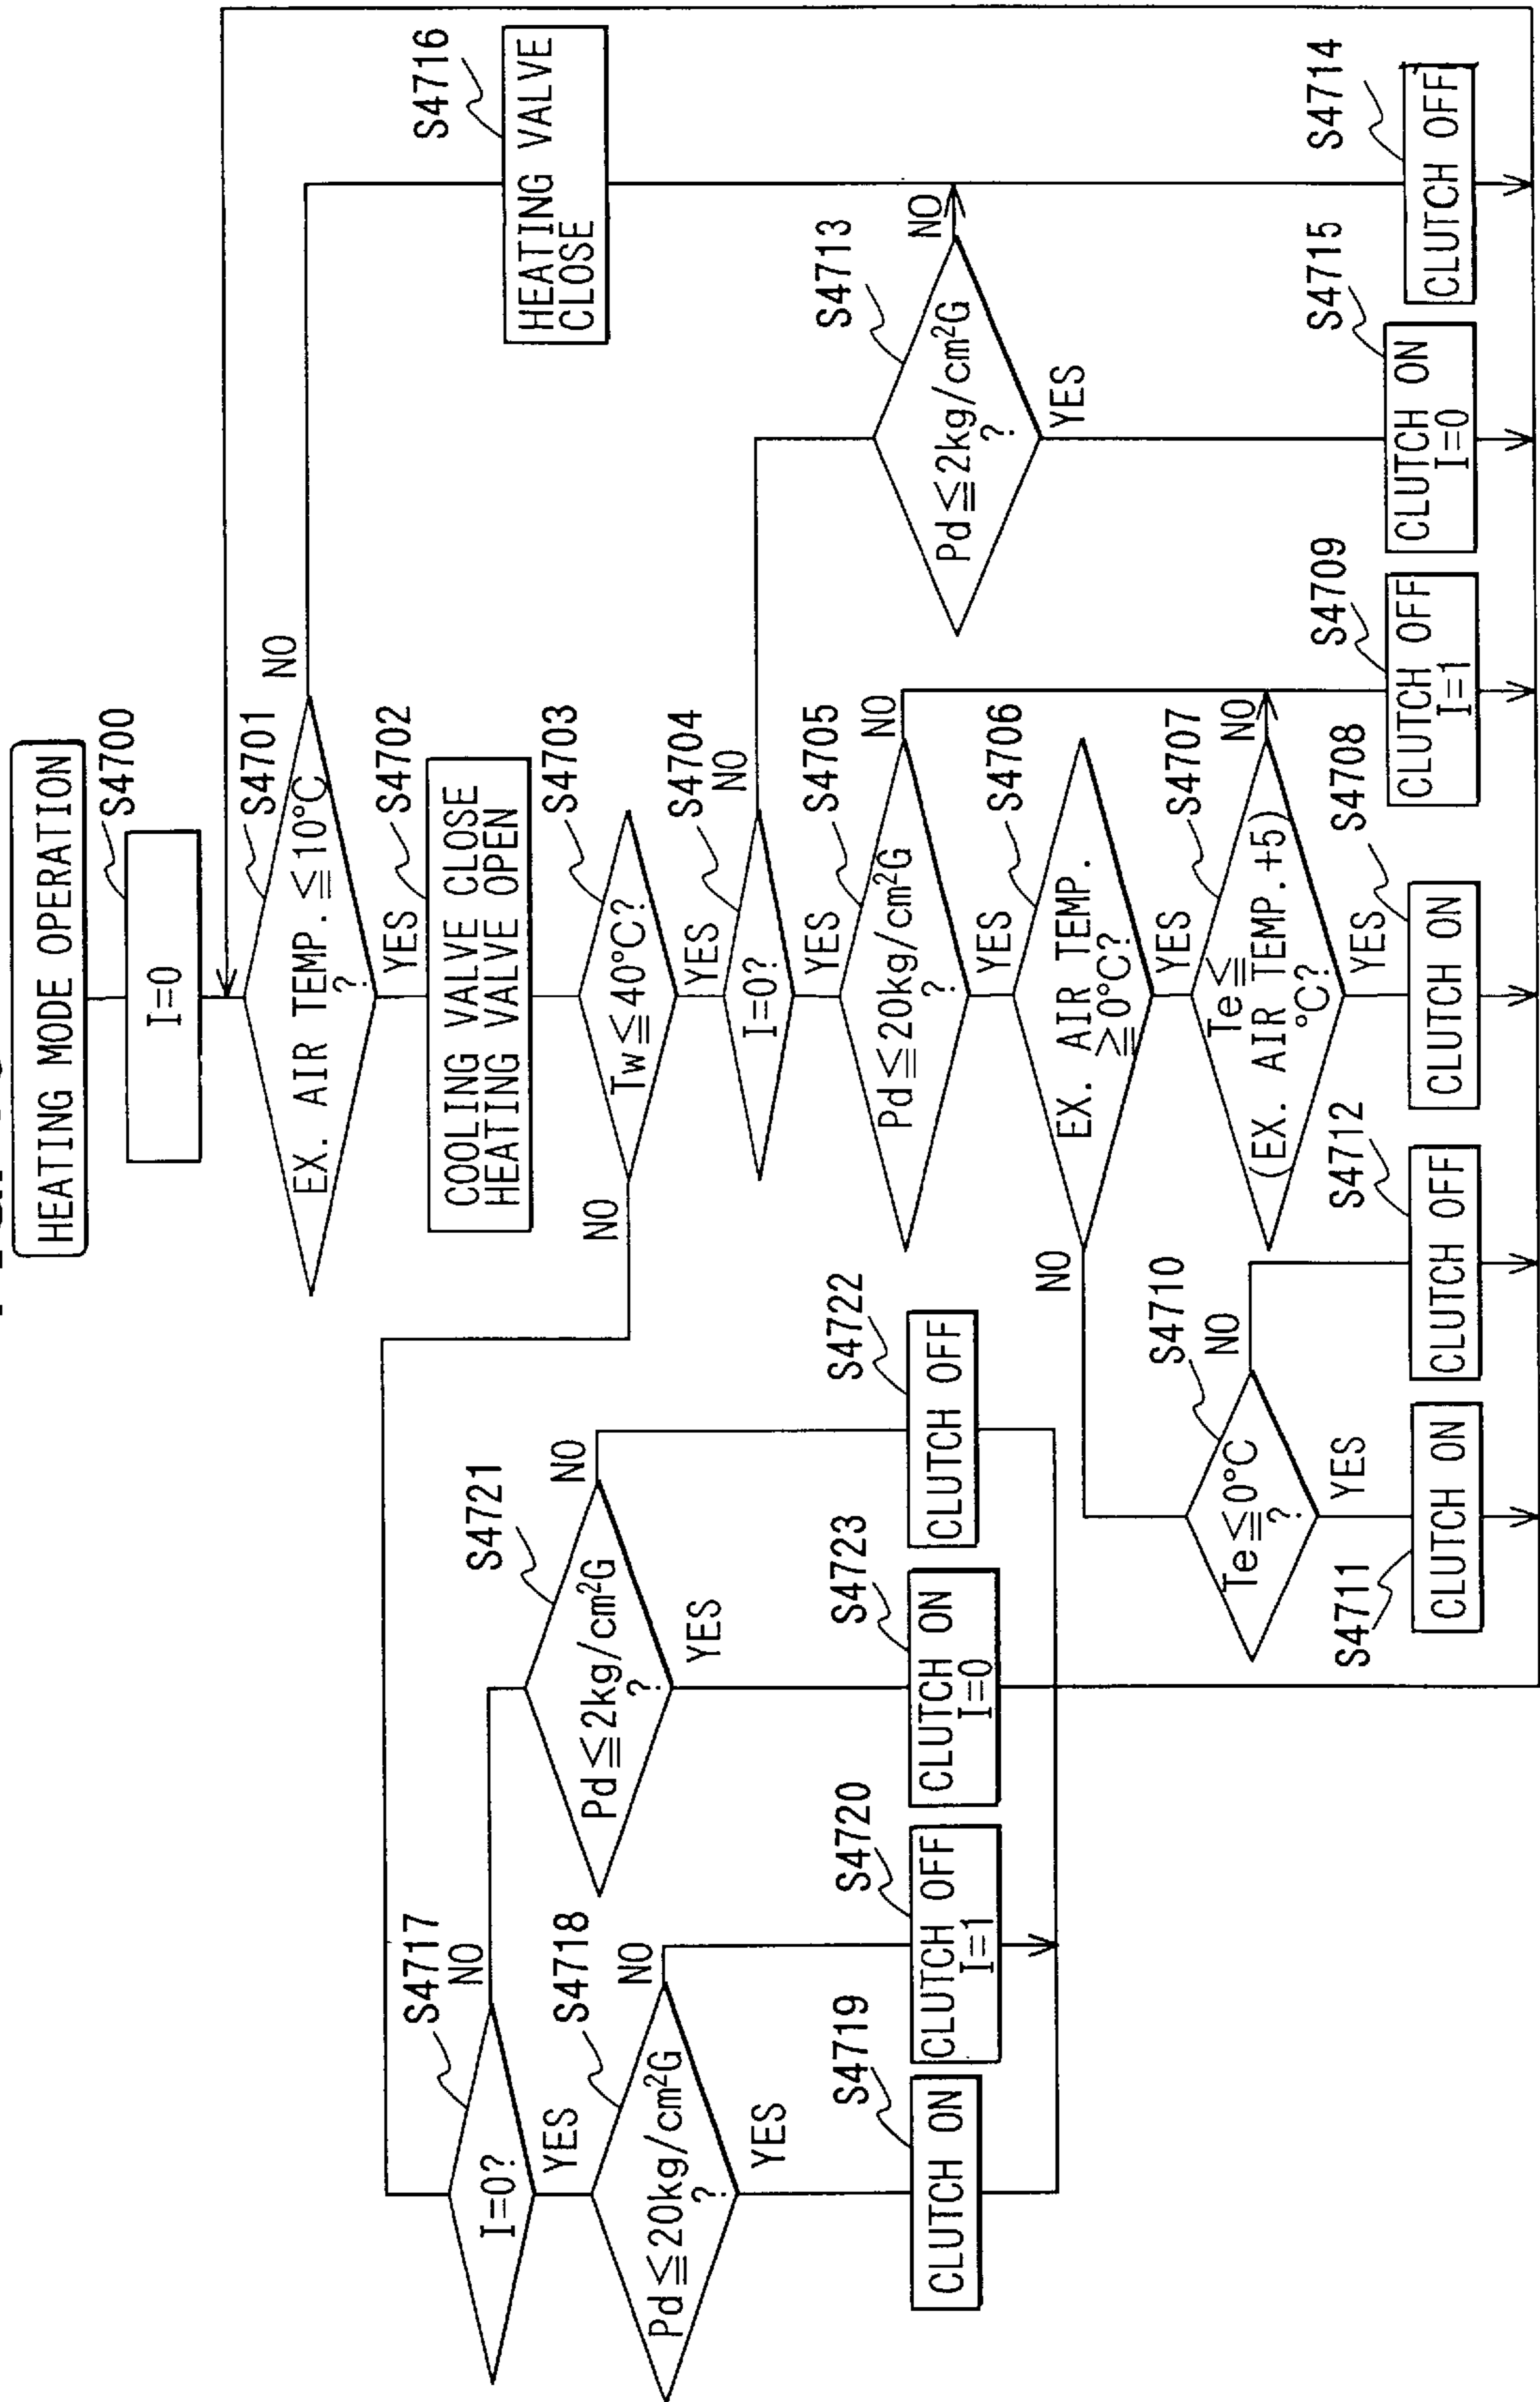 HEATING MODE OPERATION
S4700
I=0
S4701
EX. AIR TEMP.≦10°C
?
NO
YES
S4702
COOLING VALVE CLOSE
HEATING VALVE OPEN
S4716
HEATING VALVE
CLOSE
S4703
Tw≦40°C?
NO
YES
S4704
I=0?
NO
YES
S4705
Pd≦20kg/cm²G
?
NO
YES
S4706
EX. AIR TEMP.
≧0°C?
NO
YES
S4707
Te≦
(EX. AIR TEMP.+5)
°C?
NO
YES
S4708
CLUTCH ON
S4709
CLUTCH OFF
I=1
S4710
Te≦0°C
?
NO
YES
S4711
CLUTCH ON
S4712
CLUTCH OFF
S4713
Pd≦2kg/cm²G
?
NO
YES
S4714
CLUTCH OFF
S4715
CLUTCH ON
I=0
S4717
I=0?
NO
YES
S4718
Pd≦20kg/cm²G
?
NO
YES
S4719
CLUTCH ON
S4720
CLUTCH OFF
I=1
S4721
Pd≦2kg/cm²G
?
NO
YES
S4722
CLUTCH OFF
S4723
CLUTCH ON
I=0